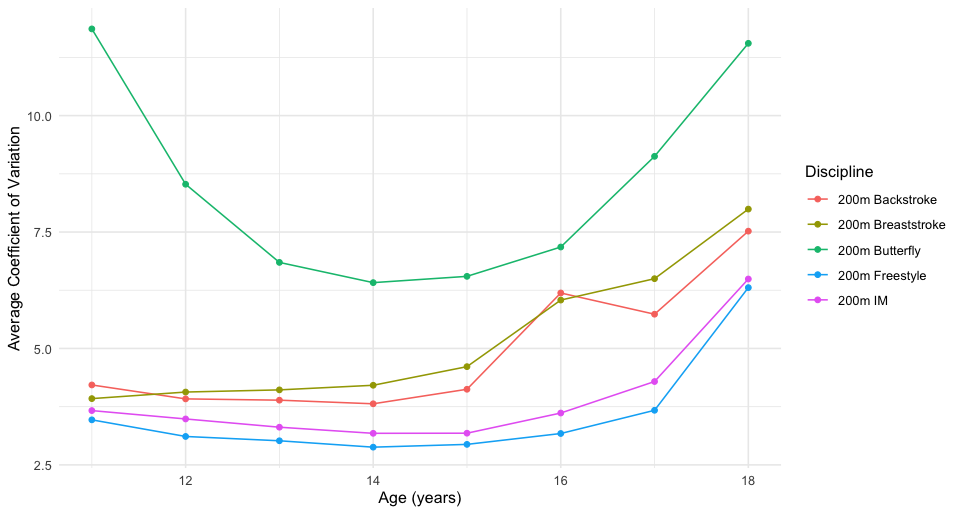 Average Coefficient of Variation
10.0
7.5
5.0
2.5
12 14 16 18
Age (years)
Discipline
200m Backstroke
200m Breaststroke
200m Butterfly
200m Freestyle
200m IM